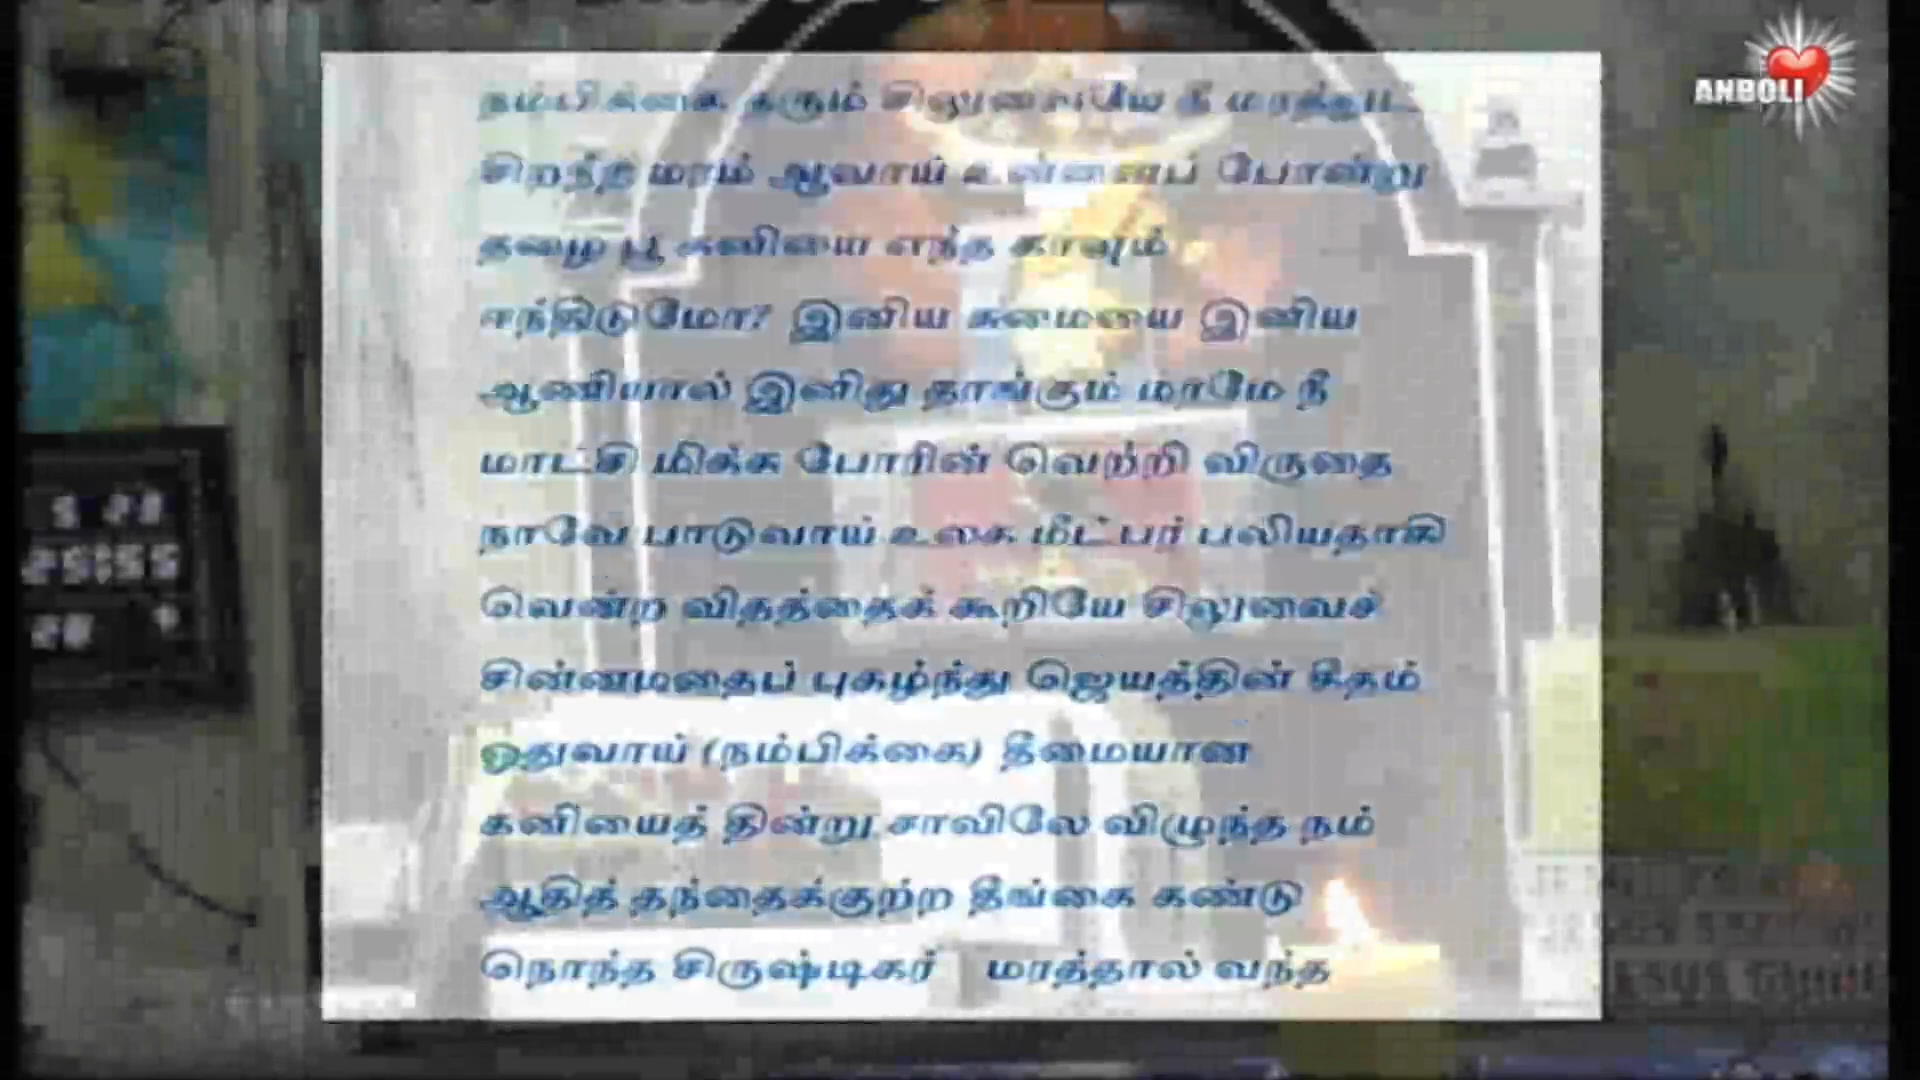 ANBOLI
நம்பிக்கை தரும் சிலுவையே நீ மரத்துட்
சிறந்த மரம் ஆவாய் உன்னைப் போன்று
தழை பூ கனியை எந்த காவும்
ஈந்திடுமோ? இனிய சுமையை இனிய
ஆணியால் இனிது தாங்கும் மரமே நீ
மாட்சி மிக்க போரின் வெற்றி விருதை
நாவே பாடுவாய் உலக மீட்பர் பலியதாகி
வென்ற விதத்தைக் கூறியே சிலுவைச்
சின்னமதைப் புகழ்ந்து ஜெயத்தின் கீதம்
ஓதுவாய் (நம்பிக்கை) தீமையான
கனியைத் தின்று சாவிலே விழுந்த நம்
ஆதித் தந்தைக்குற்ற தீங்கை கண்டு
நொந்த சிருஷ்டிகர் மரத்தால் வந்த